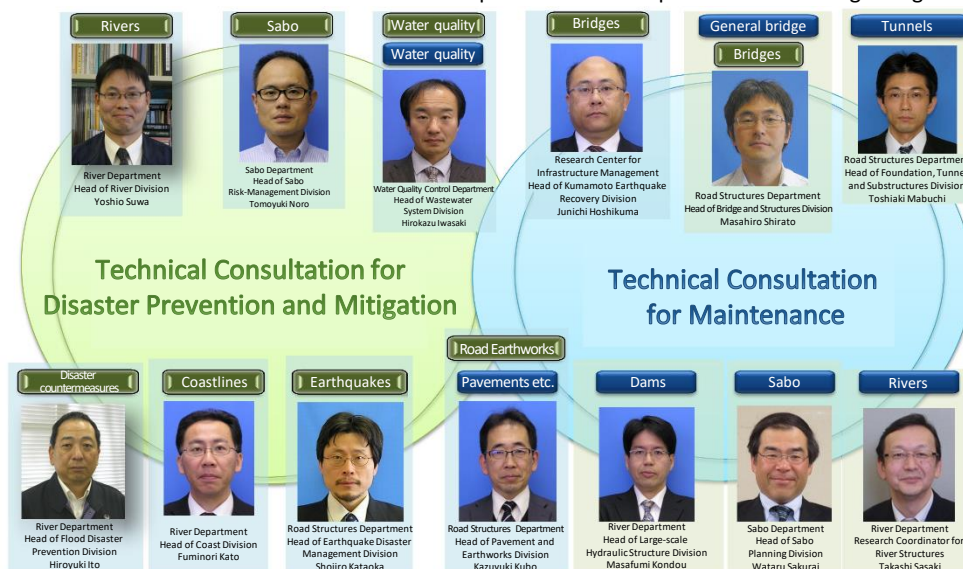 Rivers
River Department
Head of River Division
Yoshio Suwa
Sabo
Sabo Department
Head of Sabo
Risk-Management Division
Tomoyuki Noro
Water quality
Water quality
Water Quality Control Department
Head of Wastewater
System Division
Hirokazu Iwasaki
Bridges
Research Center for
Infrastructure Management
Head of Kumamoto Earthquake
Recovery Division
Junichi Hoshikuma
General bridge
Bridges
Road Structures Department
Head of Bridge and Structures Division
Masahiro Shirato
Tunnels
Road Structures Department
Head of Foundation, Tunnel
and Substructures Division
Toshiaki Mabuchi
Technical Consultation for
Disaster Prevention and Mitigation
Technical Consultation
for Maintenance
Disaster
countermeasures
River Department
Head of Flood Disaster
Prevention Division
Hiroyuki Ito
Coastlines
River Department
Head of Coast Division
Fuminori Kato
Earthquakes
Road Structures Department
Head of Earthquake Disaster
Management Division
Shojiro Kataoka
Road Earthworks
Pavements etc.
Road Structures Department
Head of Pavement and
Earthworks Division
Kazuyuki Kubo
Dams
River Department
Head of Large-scale
Hydraulic Structure Division
Masafumi Kondou
Sabo
Sabo Department
Head of Sabo
Planning Division
Wataru Sakurai
Rivers
River Department
Research Coordinator for
River Structures
Takashi Sasaki